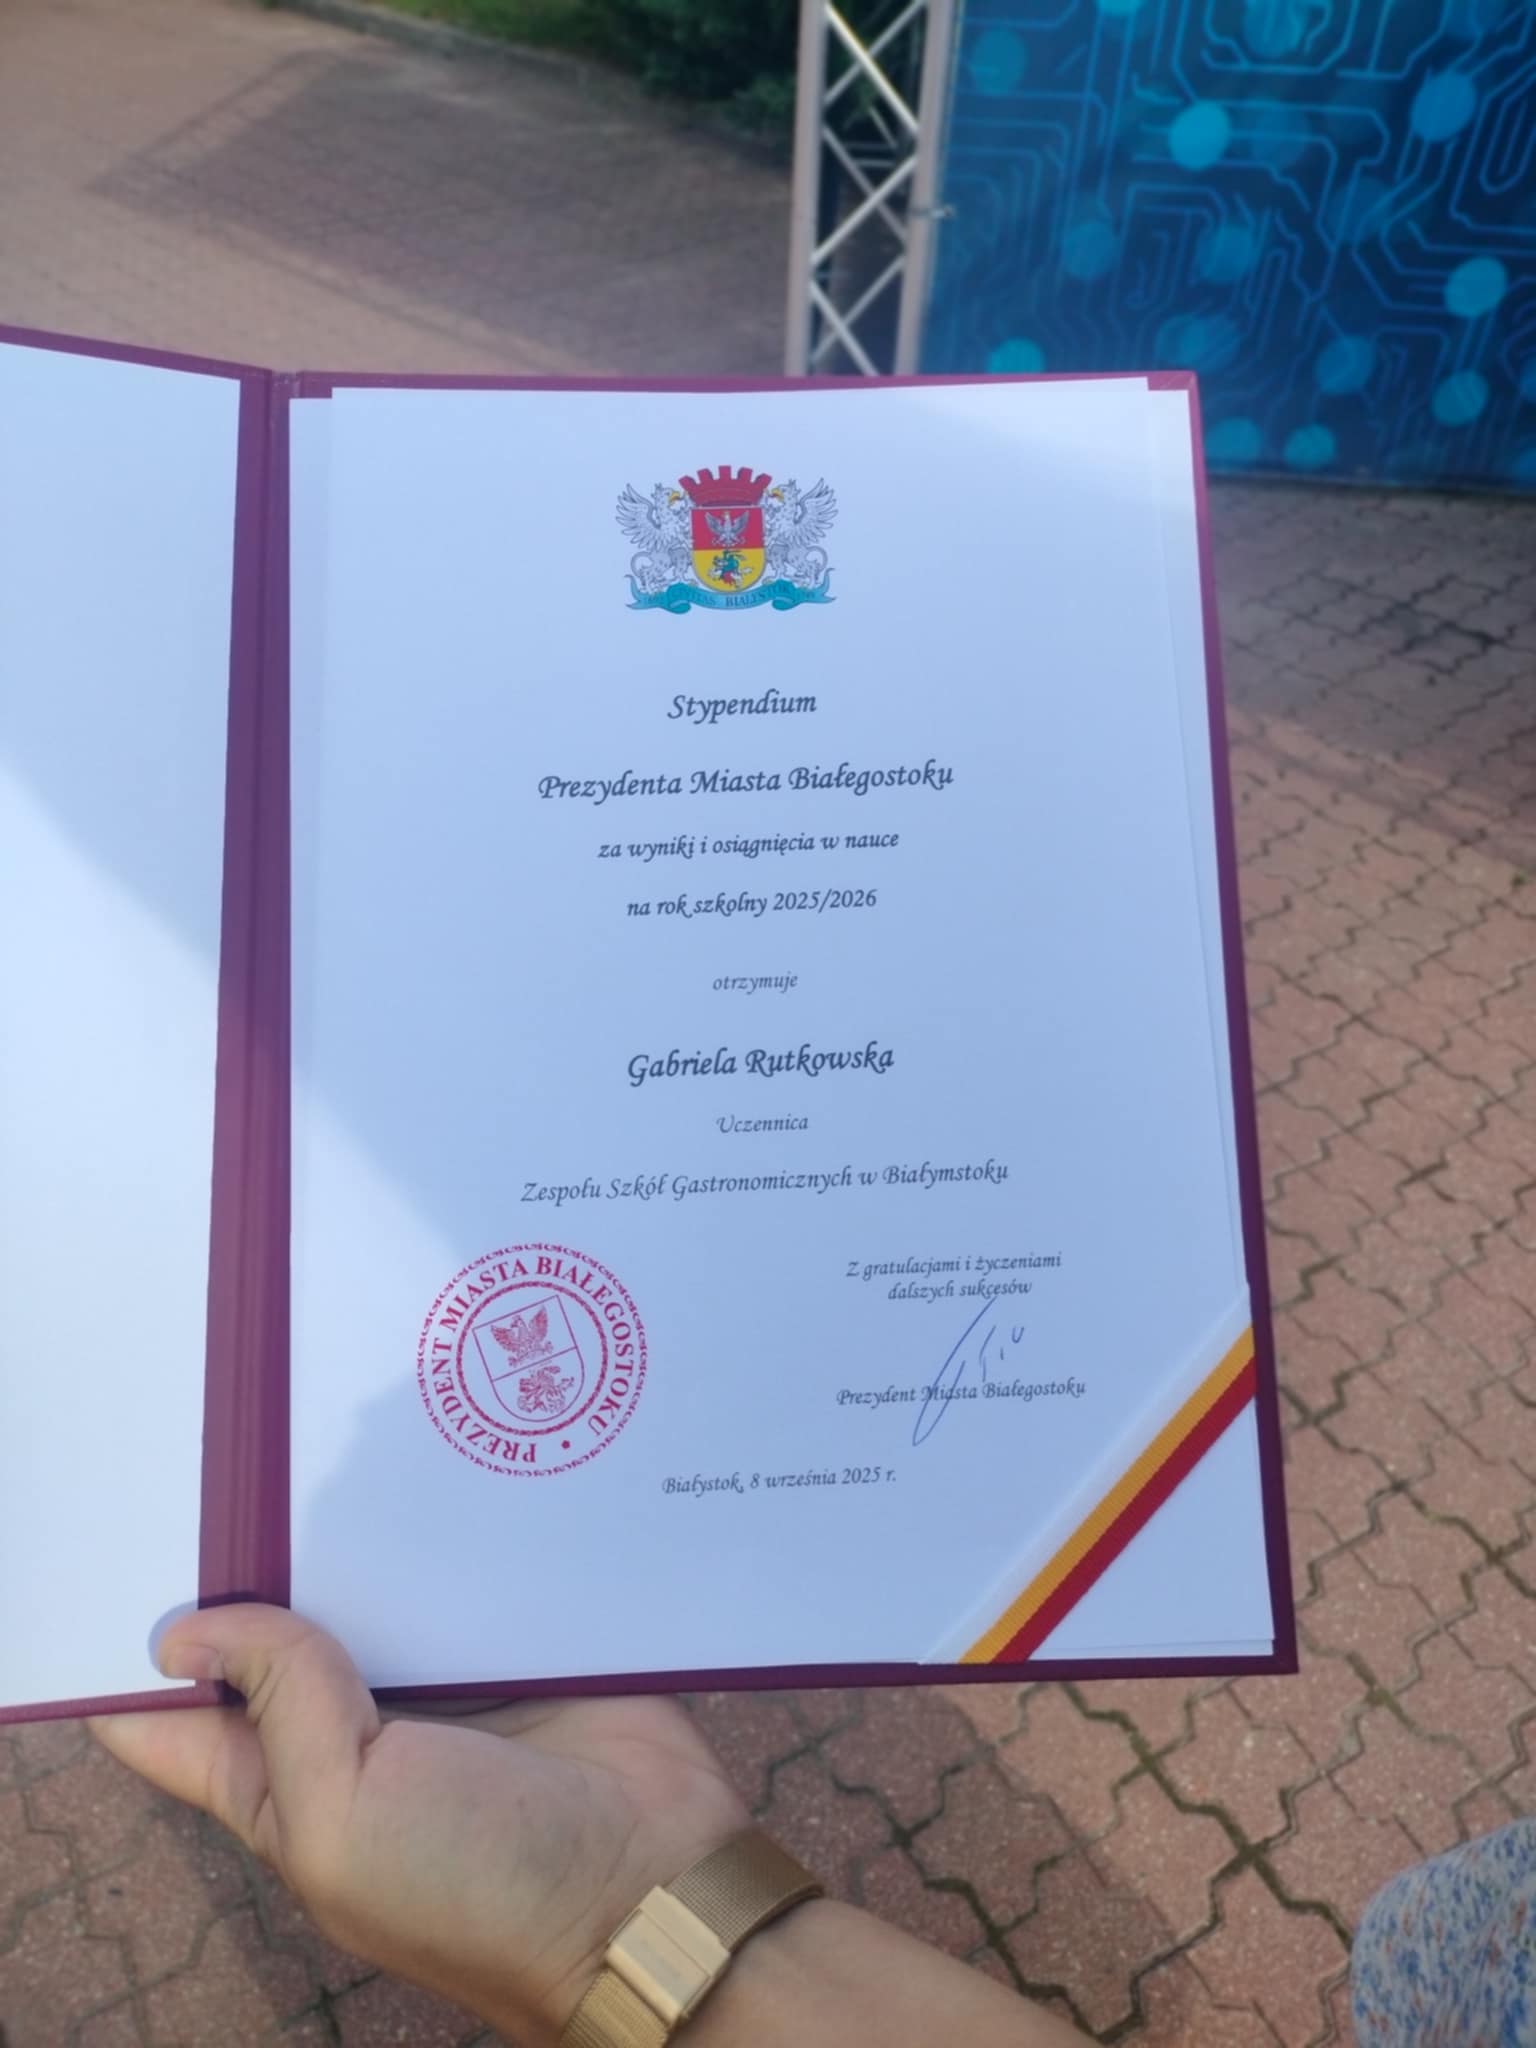 BIAŁYSTOK
Stypendium
Prezydenta Miasta Białegostoku
za wyniki i osiągnięcia w nauce
na rok szkolny 2025/2026
otrzymuje
Gabriela Rutkowska
Uczennica
Zespołu Szkół Gastronomicznych w Białymstoku
PREZYDENT MIASTA BIAŁEGOSTOKU
Z gratulacjami i życzeniami
dalszych sukcesów
Prezydent Miasta Białegostoku
Białystok, 8 września 2025 r.